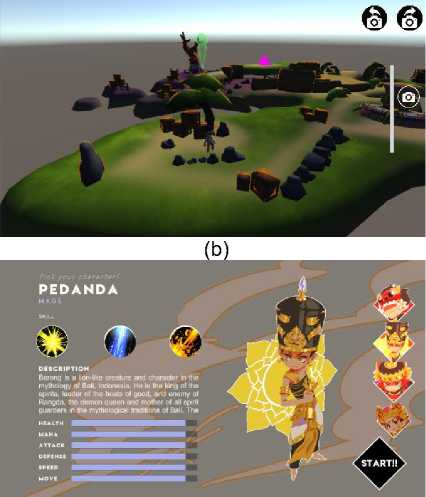 (b)
Pick your character!
PEDANDA
MAGE
SKILL
DESCRIPTION
Barong is a lion-like creature and character in the
mythology of Bali, Indonesia. He is the king of the
spirits, leader of the hosts of good, and enemy of
Rangda, the demon queen and mother of all spirit
guarders in the mythological traditions of Bali. The
HEALTH
MANA
ATTACK
DEFENSE
SPEED
MOVE
START!!